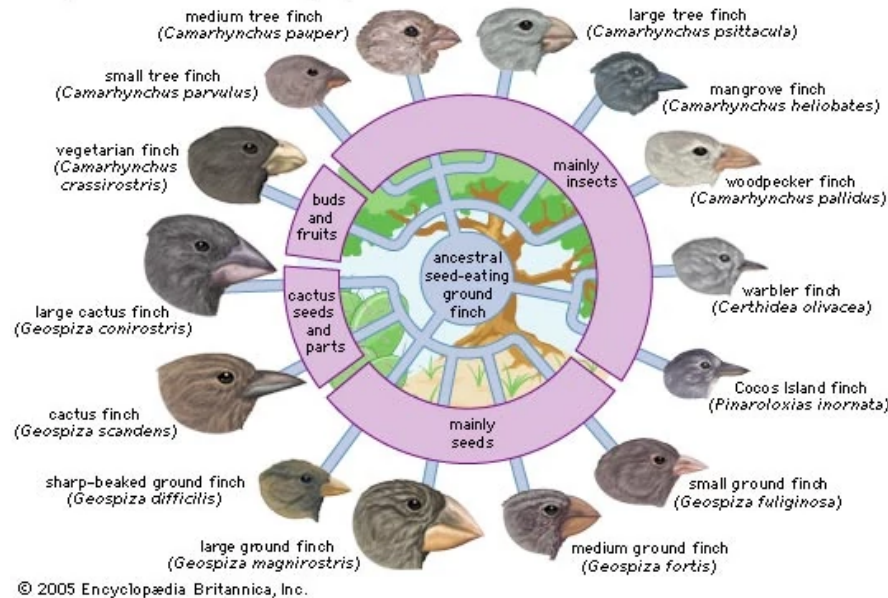 medium tree finch
(Camarhynchus pauper)
large tree finch
(Camarhynchus psittacula)
small tree finch
(Camarhynchus parvulus)
mangrove finch
(Camarhynchus heliobates)
vegetarian finch
(Camarhynchus
crassirostris)
mainly
insects
woodpecker finch
(Camarhynchus pallidus)
buds
and
fruits
ancestral
seed-eating
ground
finch
large cactus finch
(Geospiza conirostris)
cactus
seeds
and
parts
warbler finch
(Certhidea olivacea)
cactus finch
(Geospiza scandens)
Cocos Island finch
(Pinaroloxias inornata)
mainly
seeds
sharp-beaked ground finch
(Geospiza difficilis)
small ground finch
(Geospiza fuliginosa)
large ground finch
(Geospiza magnirostris)
medium ground finch
(Geospiza fortis)
© 2005 Encyclopædia Britannica, Inc.